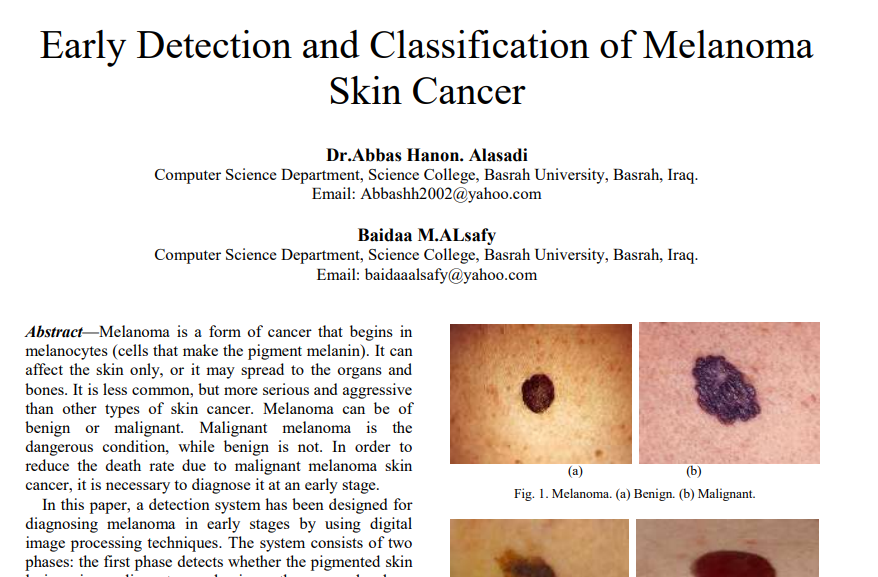 Early Detection and Classification of Melanoma
Skin Cancer
Dr.Abbas Hanon. Alasadi
Computer Science Department, Science College, Basrah University, Basrah, Iraq.
Email: Abbashh2002@yahoo.com
Baidaa M.ALsafy
Computer Science Department, Science College, Basrah University, Basrah, Iraq.
Email: baidaaalsafy@yahoo.com
Abstract—Melanoma is a form of cancer that begins in
melanocytes (cells that make the pigment melanin). It can
affect the skin only, or it may spread to the organs and
bones. It is less common, but more serious and aggressive
than other types of skin cancer. Melanoma can be of
benign or malignant. Malignant melanoma is the
dangerous condition, while benign is not. In order to
reduce the death rate due to malignant melanoma skin
cancer, it is necessary to diagnose it at an early stage.
In this paper, a detection system has been designed for
diagnosing melanoma in early stages by using digital
image processing techniques. The system consists of two
phases: the first phase detects whether the pigmented skin
(a) (b)
Fig. 1. Melanoma. (a) Benign. (b) Malignant.